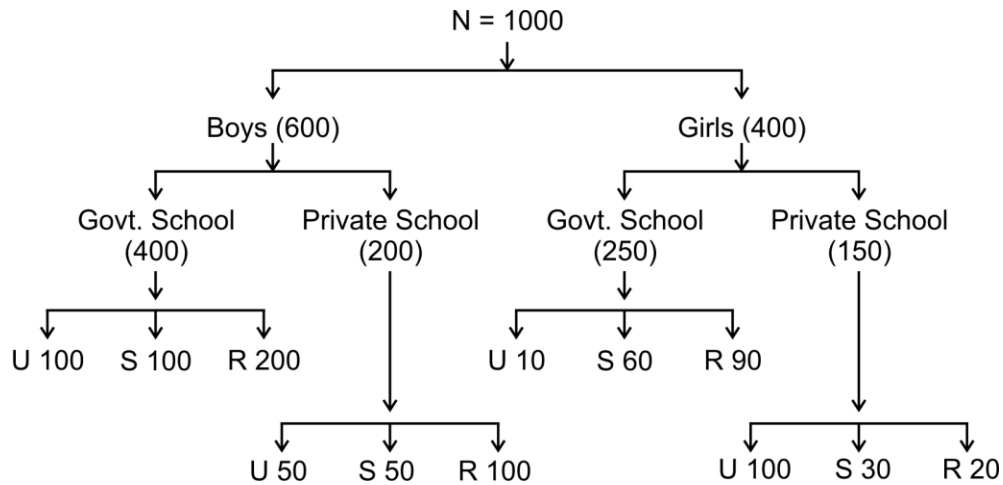 N = 1000
Boys (600) Girls (400)
Govt. School Private School Govt. School Private School
(400) (200) (250) (150)
U 100 S 100 R 200 U 10 S 60 R 90
U 50 S 50 R 100 U 100 S 30 R 20